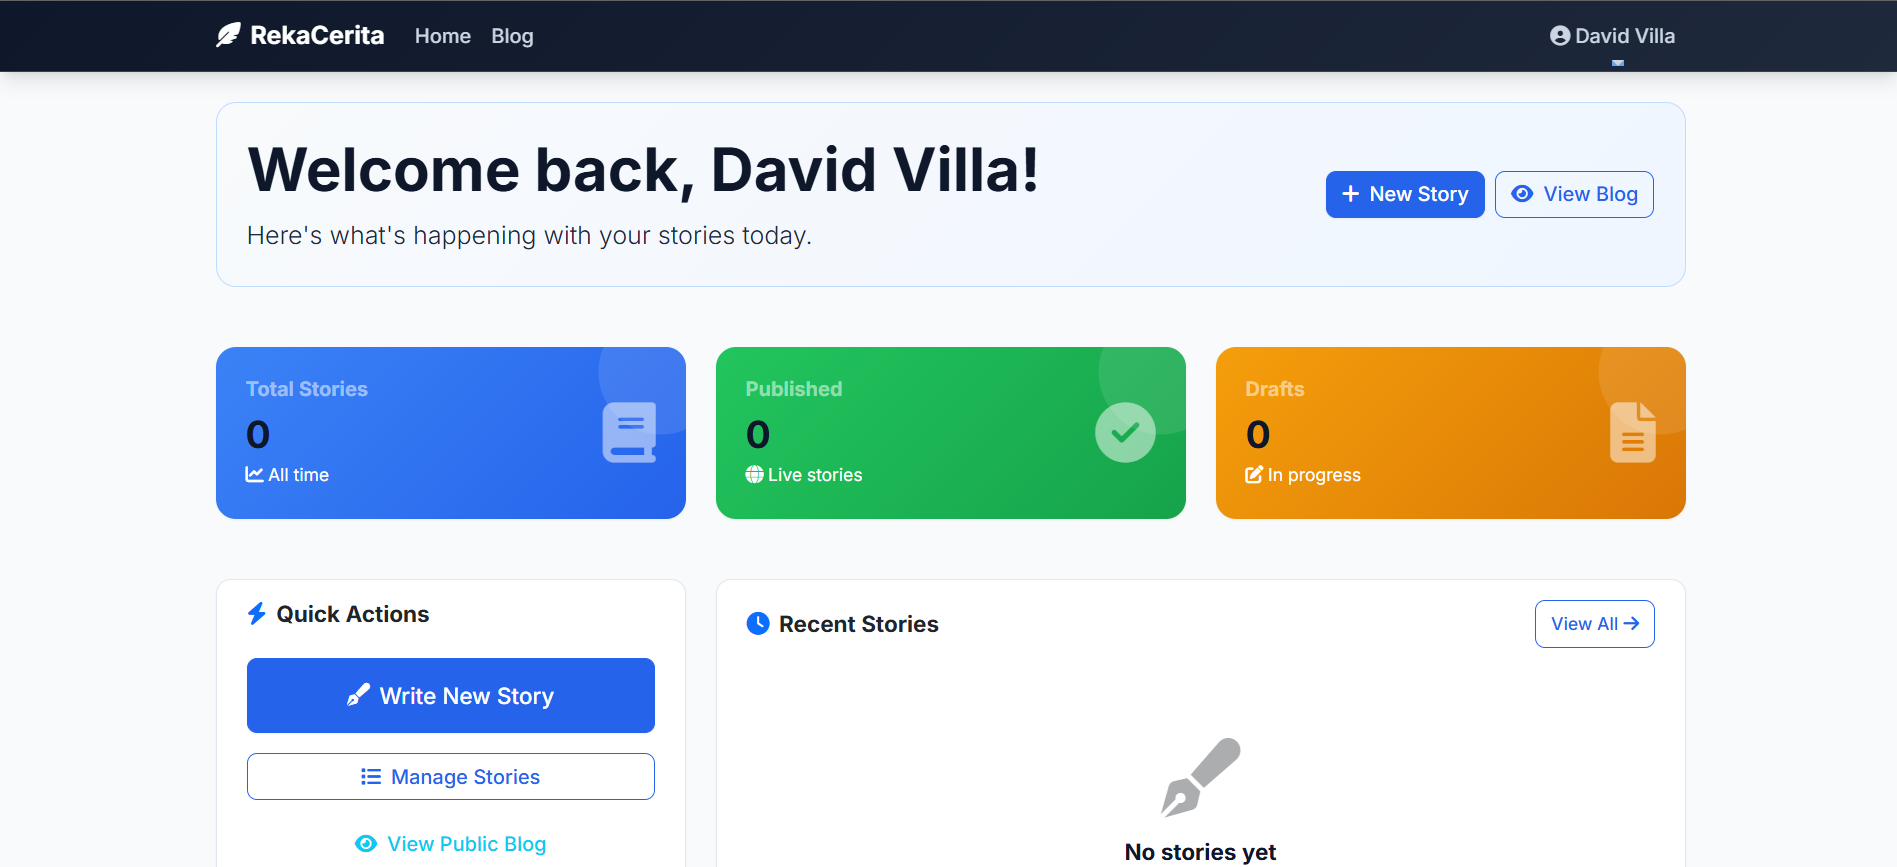 RekaCerita Home Blog David Villa
Welcome back, David Villa!
Here's what's happening with your stories today.
New Story View Blog
Total Stories
0
All time
Published
0
Live stories
Drafts
0
In progress
Quick Actions
Write New Story
Manage Stories
View Public Blog
Recent Stories
View All
No stories yet